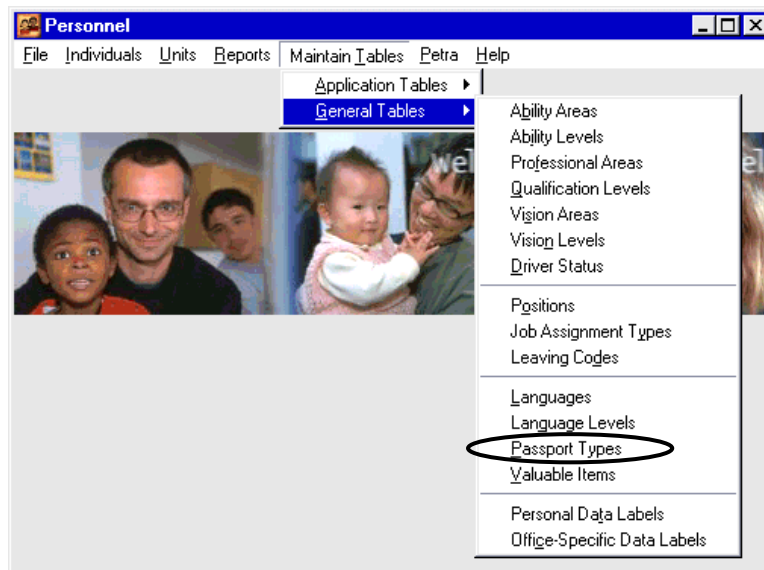 Personnel
File Individuals Units Reports Maintain Tables Petra Help
Application Tables
General Tables
Ability Areas
Ability Levels
Professional Areas
Qualification Levels
Vision Areas
Vision Levels
Driver Status
Positions
Job Assignment Types
Leaving Codes
Languages
Language Levels
Passport Types
Valuable Items
Personal Data Labels
Office-Specific Data Labels
wel
el